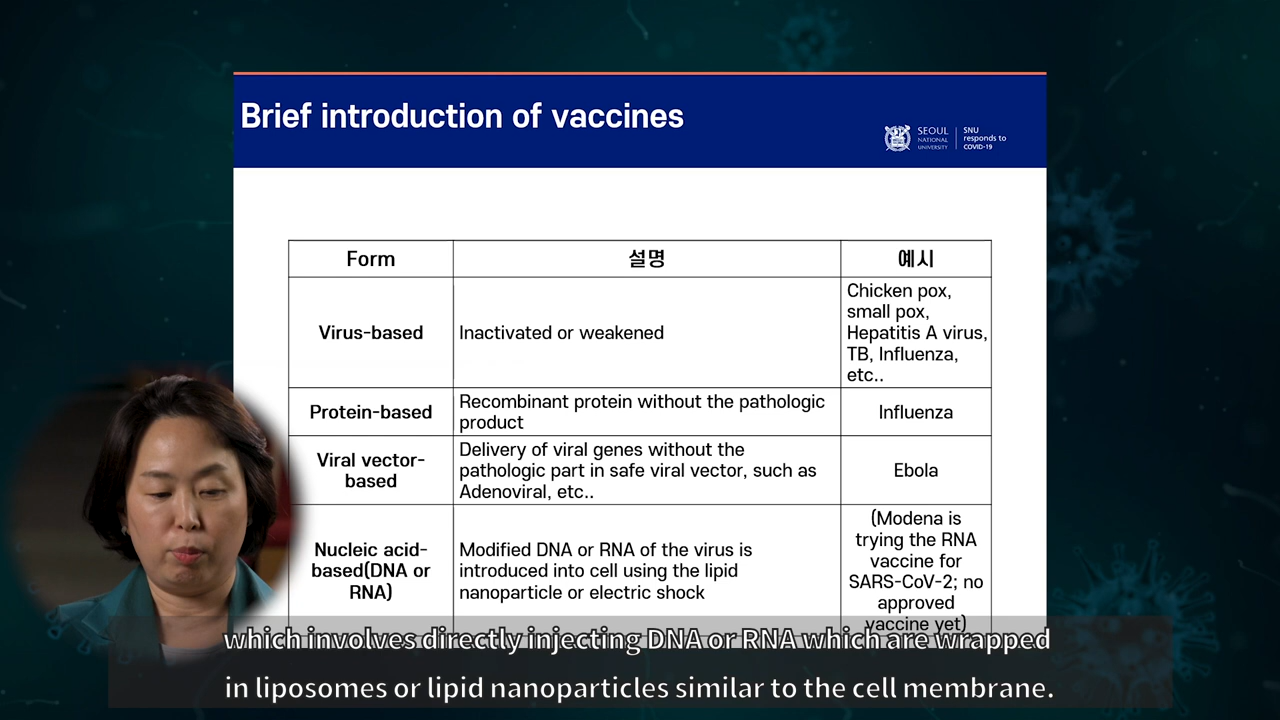 Brief introduction of vaccines
SEOUL
NATIONAL
UNIVERSITY
SNU
responds to
COVID-19
Form
설명
예시
Virus-based
Inactivated or weakened
Chicken pox,
small pox,
Hepatitis A virus,
TB, Influenza,
etc..
Protein-based
Recombinant protein without the pathologic
product
Influenza
Viral vector-
based
Delivery of viral genes without the
pathologic part in safe viral vector, such as
Adenoviral, etc..
Ebola
Nucleic acid-
based(DNA or
RNA)
Modified DNA or RNA of the virus is
introduced into cell using the lipid
nanoparticle or electric shock
(Modena is
trying the RNA
vaccine for
SARS-CoV-2; no
approved
vaccine yet)
which involves directly injecting DNA or RNA which are wrapped
in liposomes or lipid nanoparticles similar to the cell membrane.